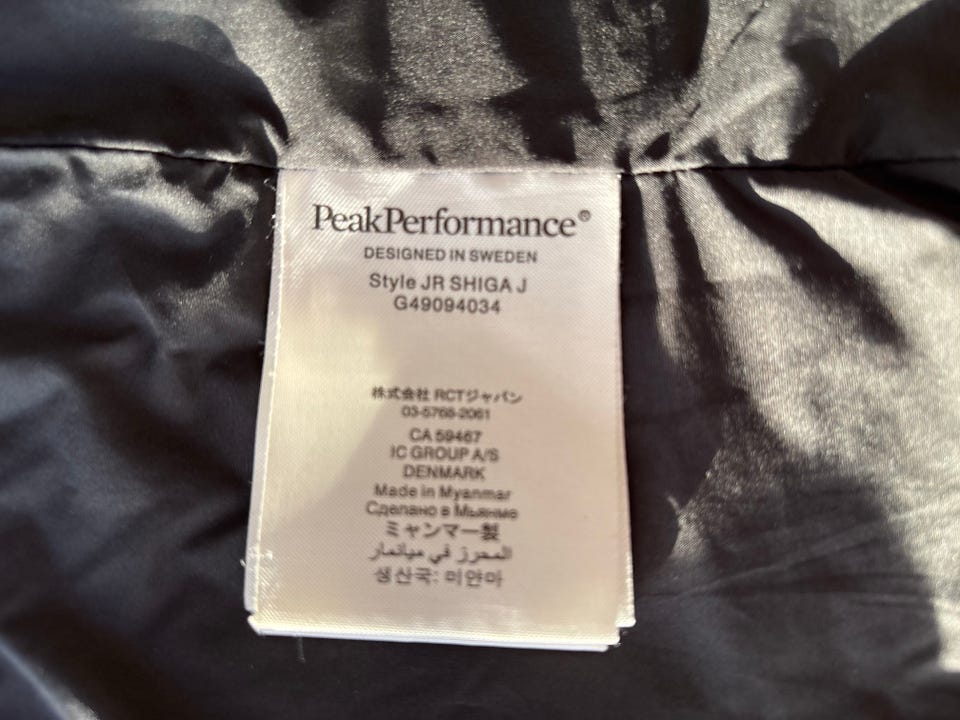 PeakPerformance®
DESIGNED IN SWEDEN
Style JR SHIGA J
G49094034
株式会社 RCTジャパン
03-5766-2061
CA 59467
IC GROUP A/S
DENMARK
Made in Myanmar
Сделано в Мьянме
ミャンマー製
المحرز في ميانمار
생산국: 미얀마